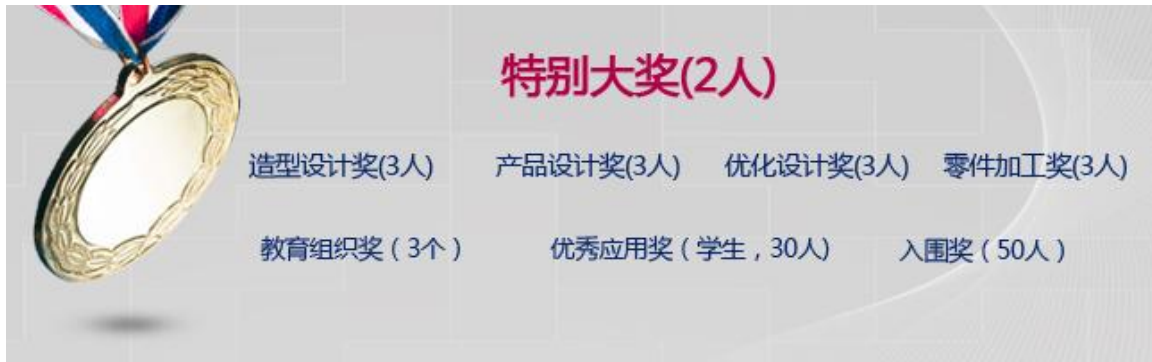 特别大奖(2人)
造型设计奖(3人) 产品设计奖(3人) 优化设计奖(3人) 零件加工奖(3人)
教育组织奖（3个） 优秀应用奖（学生，30人) 入围奖（50人）